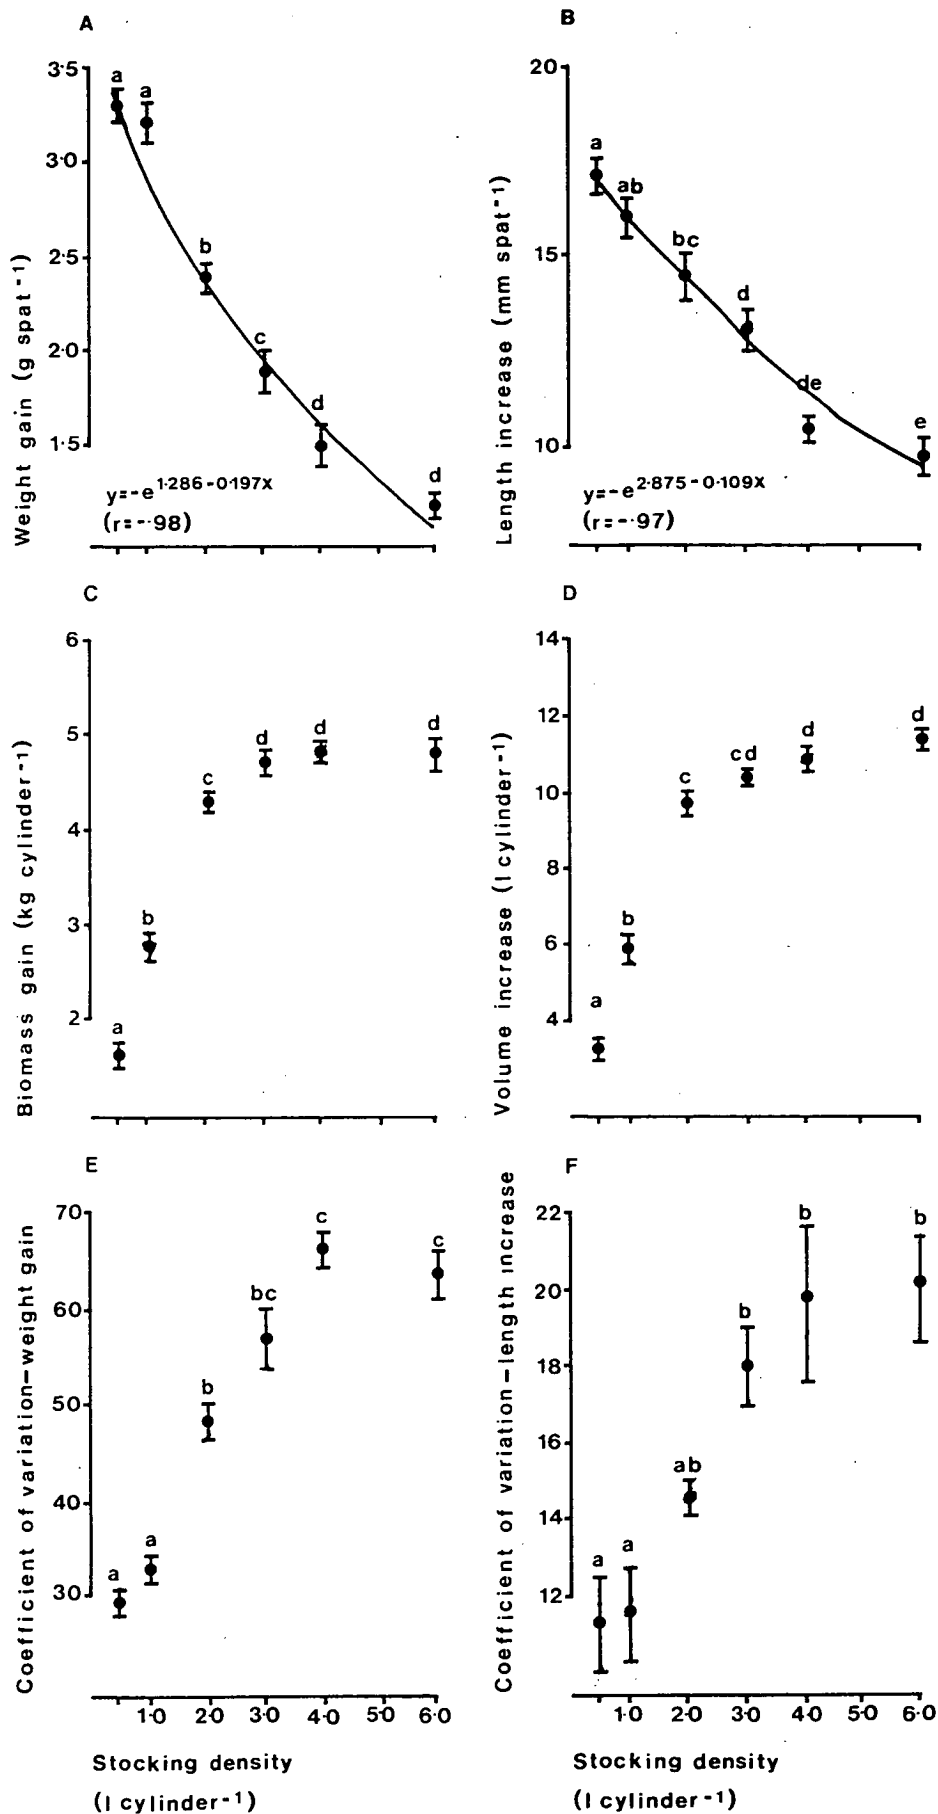 A
3·5
3·0
2·5
2·0
1·5
Weight gain (g spat⁻¹)
a
a
b
c
d
d
y=-e^1·286-0·197X
(r=-·98)
B
20
15
10
Length increase (mm spat⁻¹)
a
ab
bc
d
de
e
y=-e^2·875-0·109X
(r=-·97)
C
6
5
4
3
2
Biomass gain (kg cylinder⁻¹)
a
b
c
d
d
d
D
14
12
10
8
6
4
Volume increase (l cylinder⁻¹)
a
b
c
cd
d
d
E
70
60
50
40
30
Coefficient of variation-weight gain
a
a
b
bc
c
c
1·0 2·0 3·0 4·0 5·0 6·0
Stocking density
(l cylinder⁻¹)
F
22
20
18
16
14
12
Coefficient of variation-length increase
a
a
ab
b
b
b
1·0 2·0 3·0 4·0 5·0 6·0
Stocking density
(l cylinder⁻¹)